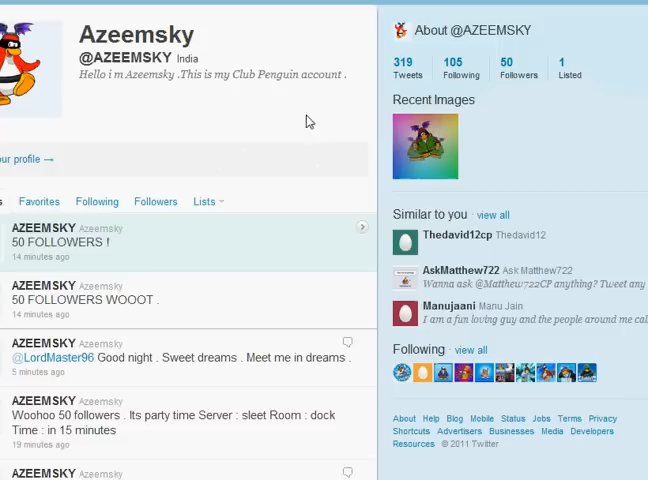 Azeemsky
@AZEEMSKY India
Hello i m Azeemsky .This is my Club Penguin account .
our profile →
s Favorites Following Followers Lists
AZEEMSKY Azeemsky
50 FOLLOWERS !
14 minutes ago
AZEEMSKY Azeemsky
50 FOLLOWERS WOOOT .
14 minutes ago
AZEEMSKY Azeemsky
@LordMaster96 Good night . Sweet dreams . Meet me in dreams .
5 minutes ago
AZEEMSKY Azeemsky
Woohoo 50 followers . Its party time Server : sleet Room : dock
Time : in 15 minutes
19 minutes ago
AZEEMSKY Azeemsky
About @AZEEMSKY
319 105 50 1
Tweets Following Followers Listed
Recent Images
Similar to you · view all
Thedavid12cp Thedavid12
AskMatthew722 Ask Matthew722
Wanna ask @Matthew722CP anything? Tweet any
Manujaani Manu Jain
I am a fun loving guy and the people around me cal
Following · view all
About Help Blog Mobile Status Jobs Terms Privacy
Shortcuts Advertisers Businesses Media Developers
Resources © 2011 Twitter